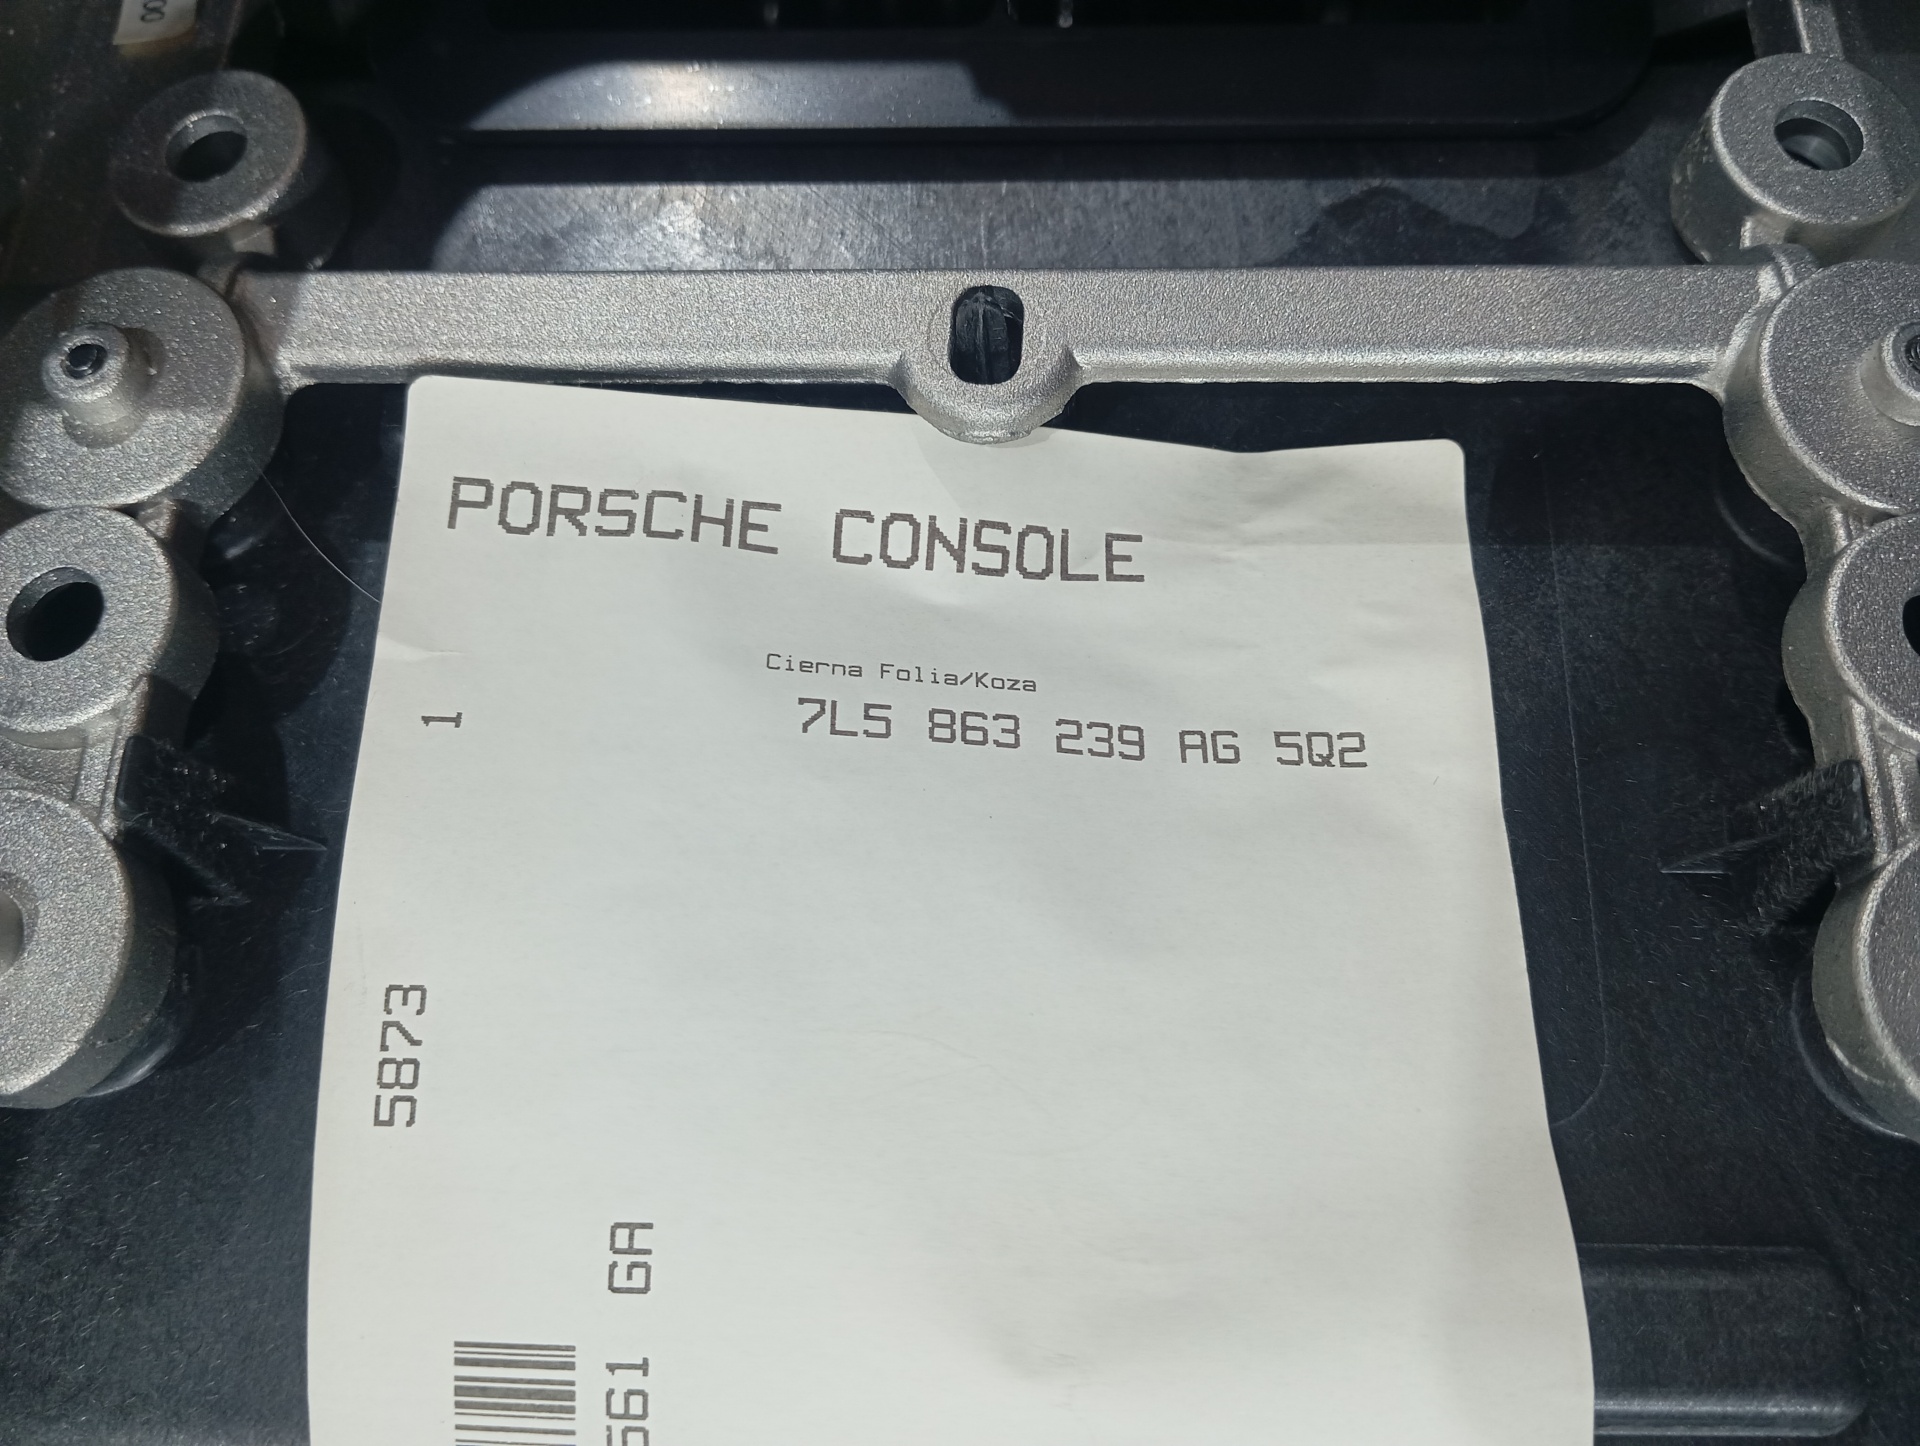 PORSCHE CONSOLE
Cierna Folia/Koza
7L5 863 239 AG 5Q2
1
5873
561 GA